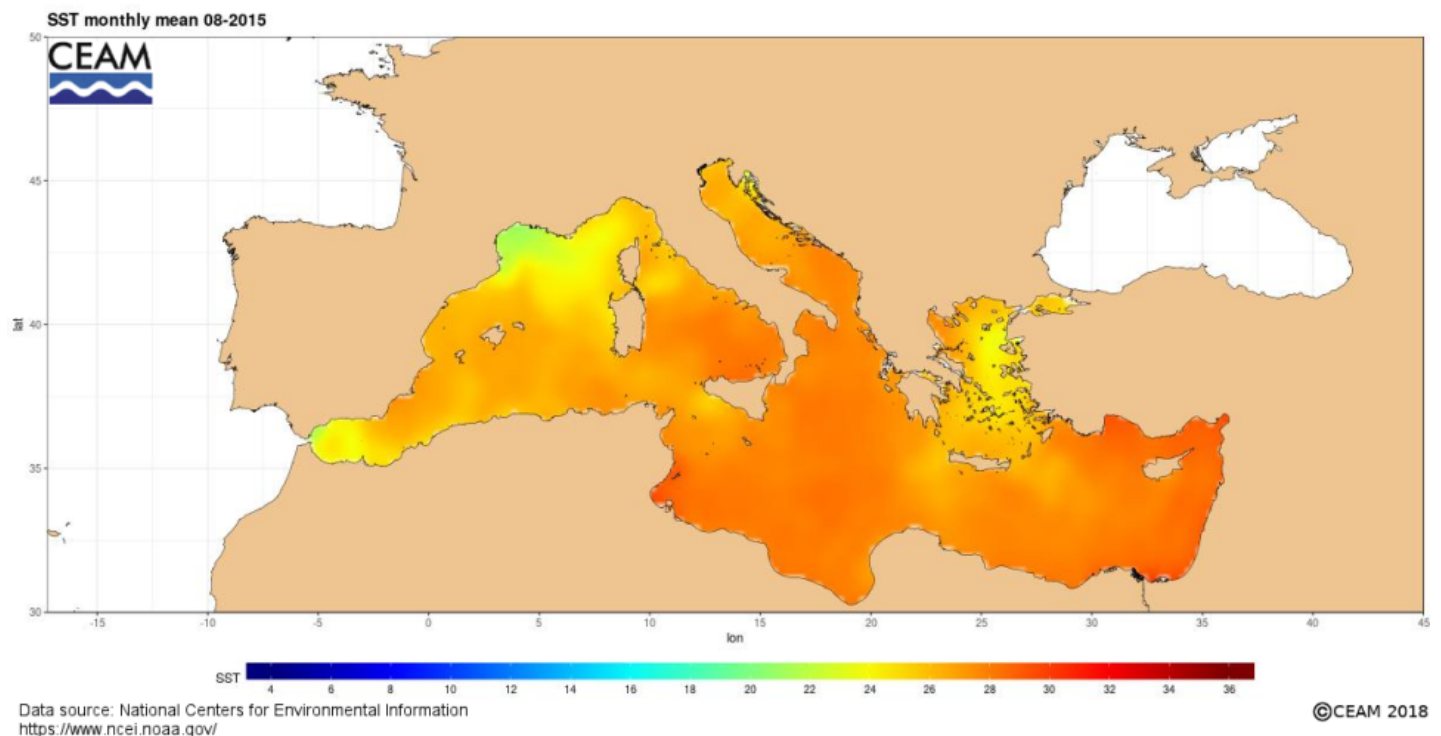 SST monthly mean 08-2015
CEAM
50
45
40
35
30
lat
-15 -10 -5 0 5 10 15 20 25 30 35 40 45
lon
SST
4 6 8 10 12 14 16 18 20 22 24 26 28 30 32 34 36
Data source: National Centers for Environmental Information
https://www.ncei.noaa.gov/
©CEAM 2018